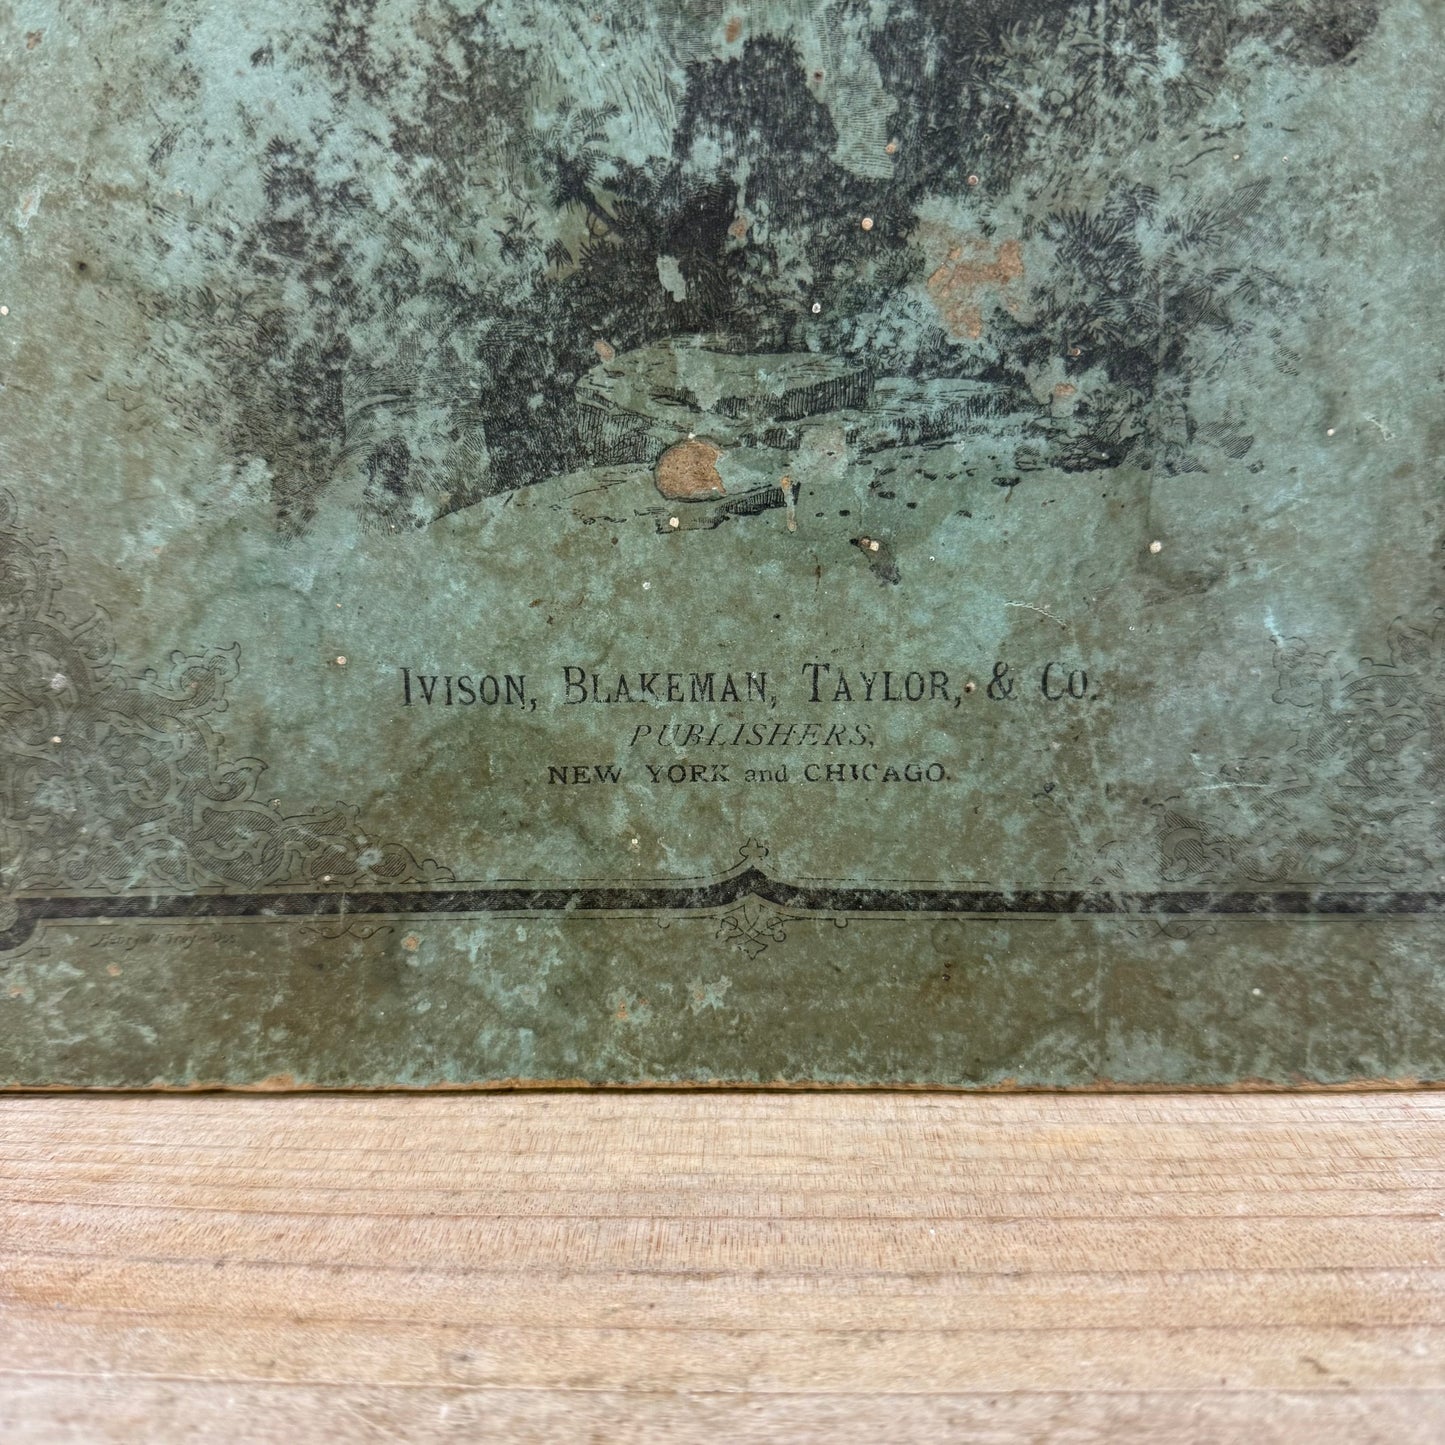 IVISON, BLAKEMAN, TAYLOR, & CO.
PUBLISHERS,
NEW YORK and CHICAGO.